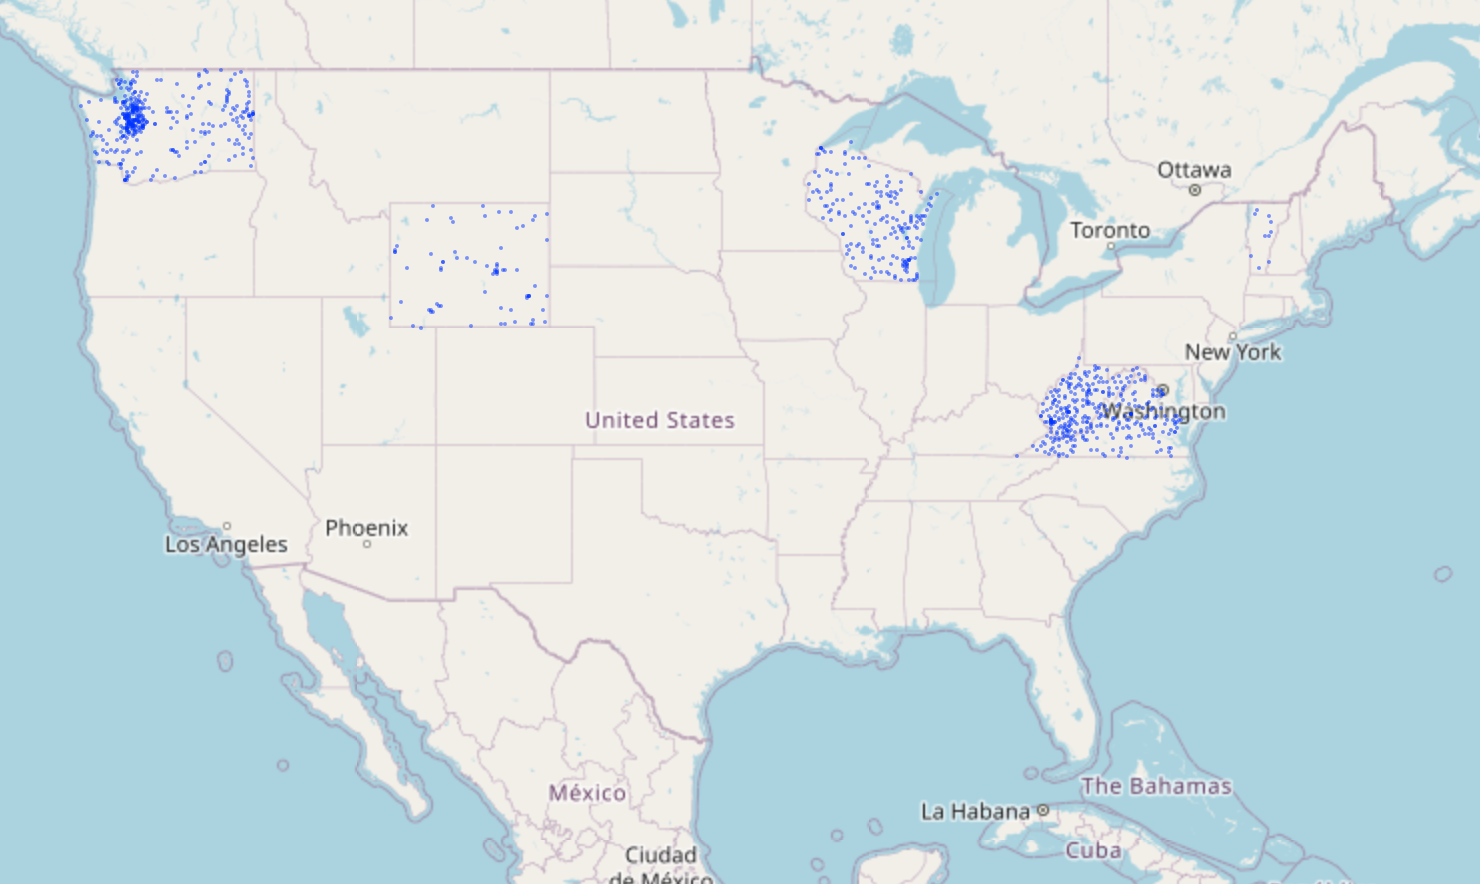 Ottawa
Toronto
New York
Washington
United States
Phoenix
Los Angeles
The Bahamas
México
La Habana
Cuba
Ciudad
de México